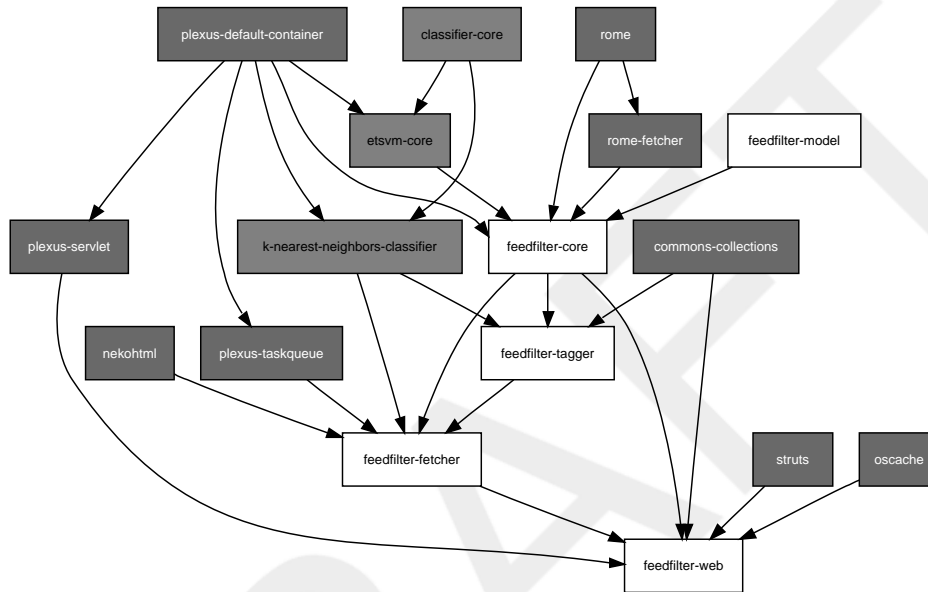 plexus-default-container
classifier-core
rome
etsvm-core
rome-fetcher
feedfilter-model
plexus-servlet
k-nearest-neighbors-classifier
feedfilter-core
commons-collections
nekohtml
plexus-taskqueue
feedfilter-tagger
feedfilter-fetcher
struts
oscache
feedfilter-web